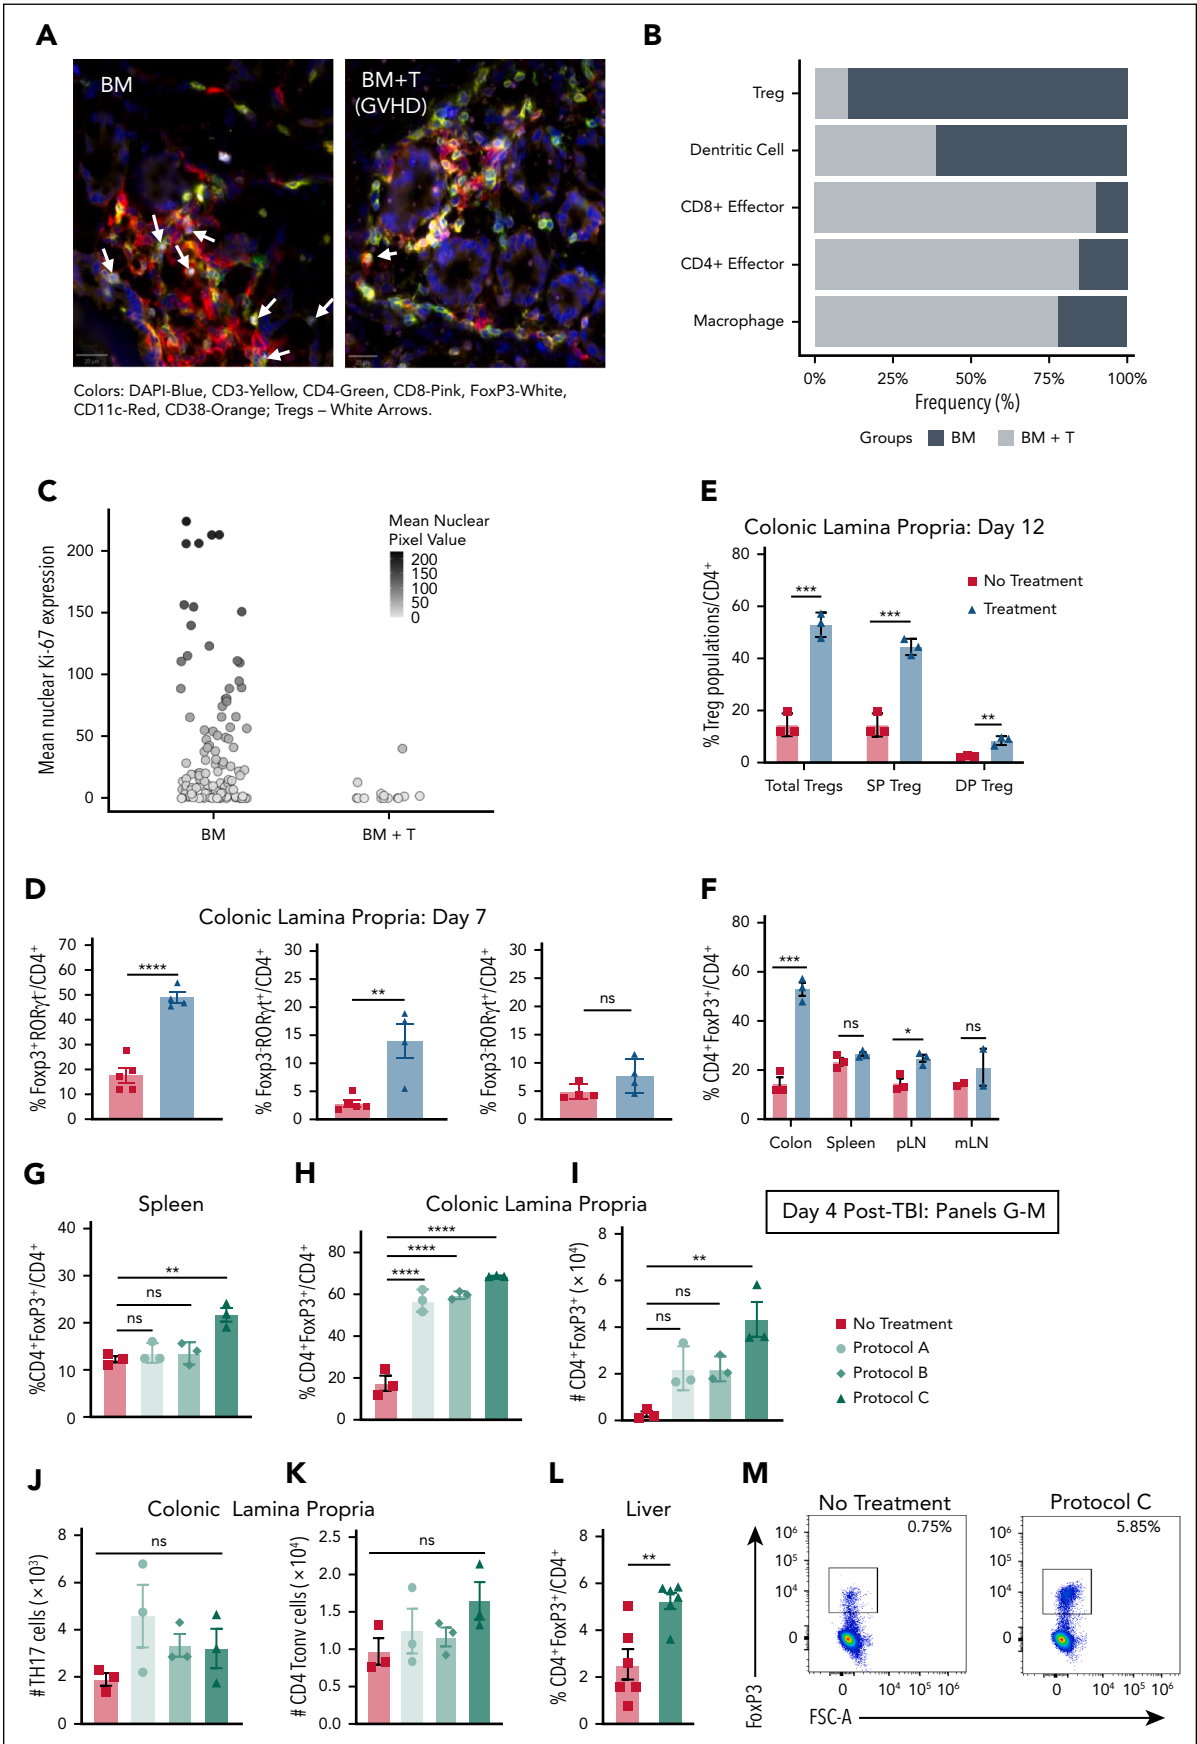 A
BM
BM+T
(GVHD)
Colors: DAPI-Blue, CD3-Yellow, CD4-Green, CD8-Pink, FoxP3-White,
CD11c-Red, CD38-Orange; Tregs – White Arrows.
B
Treg
Dentritic Cell
CD8+ Effector
CD4+ Effector
Macrophage
0% 25% 50% 75% 100%
Frequency (%)
Groups BM BM + T
C
Mean nuclear Ki-67 expression
200
150
100
50
0
BM BM + T
Mean Nuclear
Pixel Value
200
150
100
50
0
E
Colonic Lamina Propria: Day 12
% Treg populations/CD4+
80
60
40
20
0
*** *** **
No Treatment
Treatment
Total Tregs SP Treg DP Treg
D
Colonic Lamina Propria: Day 7
% Foxp3+RORγt-/CD4+
70
60
50
40
30
20
10
0
****
% Foxp3-RORγt+/CD4+
30
25
20
15
10
5
0
**
% Foxp3-RORγt+/CD4+
30
25
20
15
10
5
0
ns
F
% CD4+FoxP3+/CD4+
80
60
40
20
0
*** ns * ns
Colon Spleen pLN mLN
G
Spleen
%CD4+FoxP3+/CD4+
40
30
20
10
0
**
ns
ns
H
Colonic Lamina Propria
% CD4+FoxP3+/CD4+
80
60
40
20
0
****
****
****
I
# CD4+FoxP3+ (×10⁴)
8
6
4
2
0
**
ns
ns
Day 4 Post-TBI: Panels G-M
No Treatment
Protocol A
Protocol B
Protocol C
J
Colonic Lamina Propria
# TH17 cells (×10³)
8
6
4
2
0
ns
K
# CD4 Tconv cells (×10⁴)
2.5
2.0
1.5
1.0
0.5
0.0
ns
L
Liver
% CD4+FoxP3+/CD4+
8
6
4
2
0
**
M
No Treatment
0.75%
10⁶
10⁵
10⁴
0
0 10⁴ 10⁵ 10⁶
Protocol C
5.85%
10⁶
10⁵
10⁴
0
0 10⁴ 10⁵ 10⁶
FoxP3
FSC-A